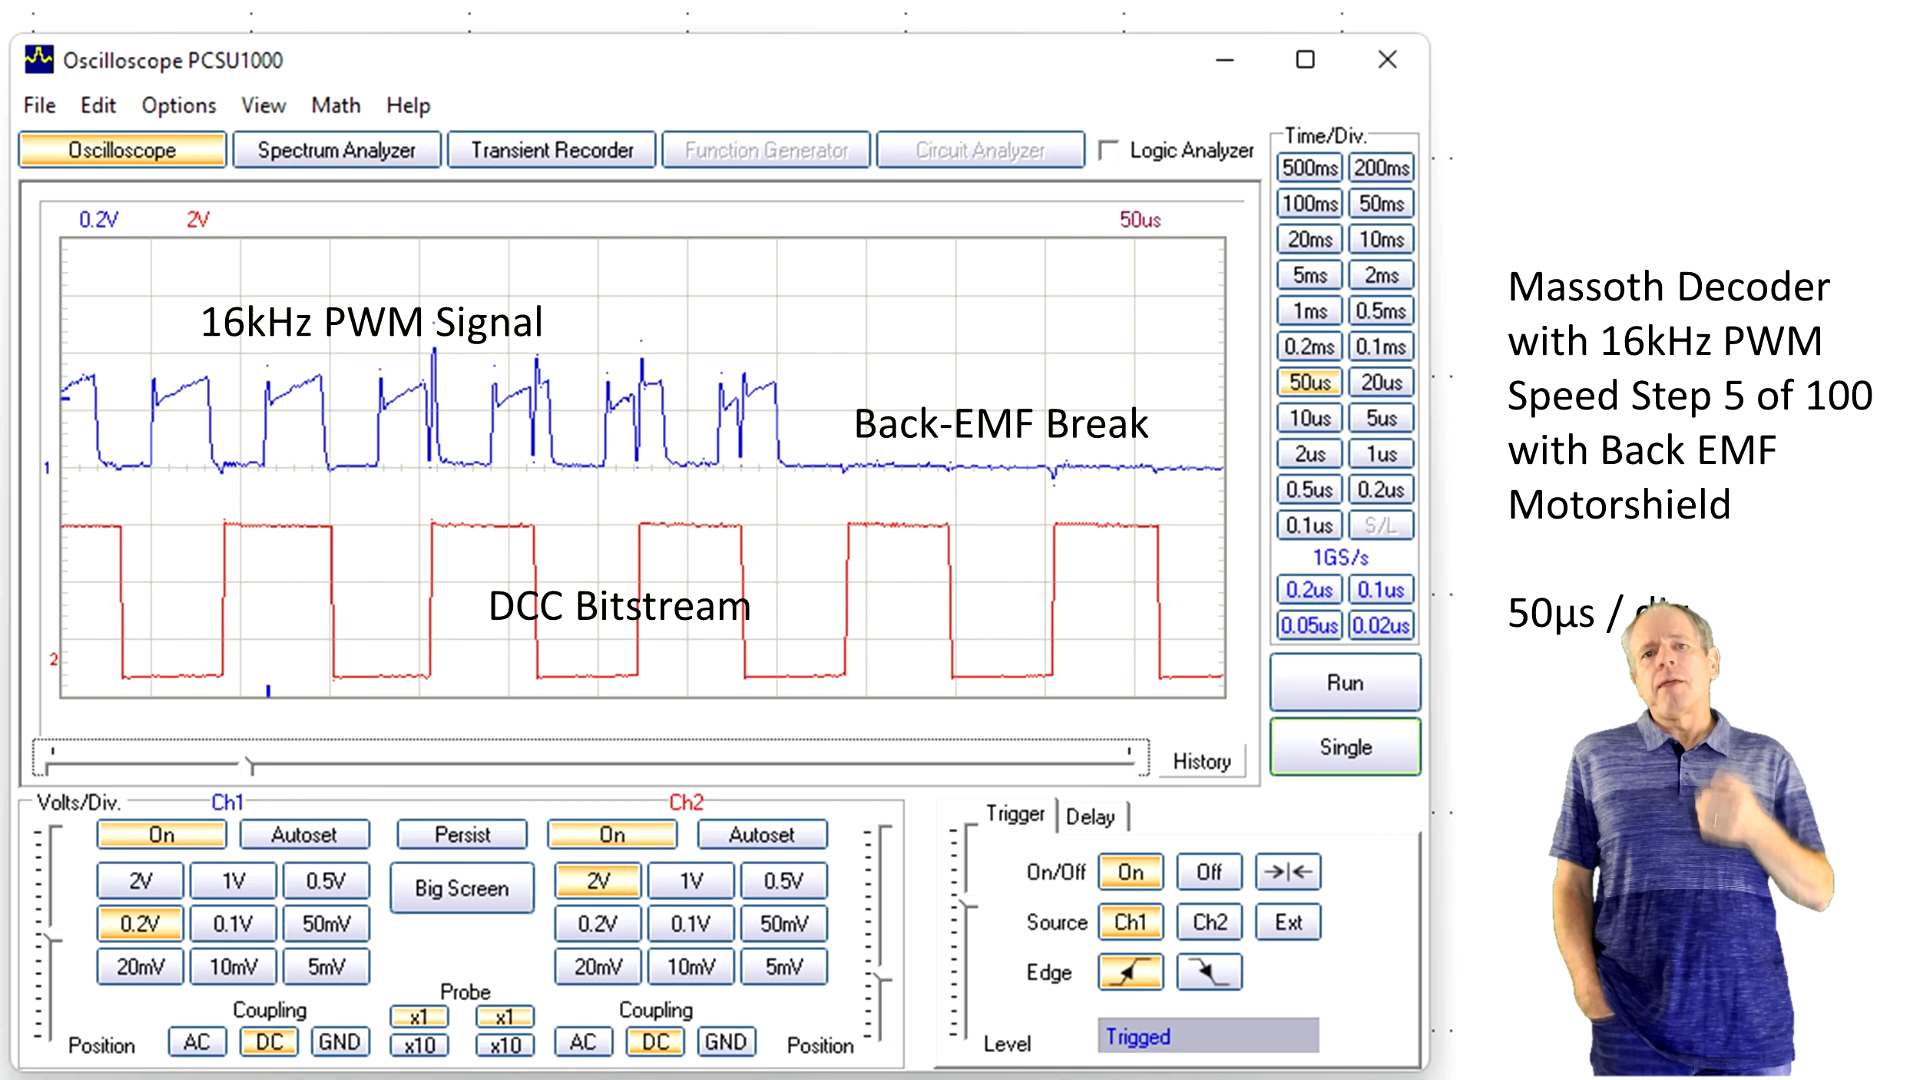 Oscilloscope PCSU1000
File Edit Options View Math Help
Oscilloscope Spectrum Analyzer Transient Recorder Function Generator Circuit Analyzer Logic Analyzer
Time/Div.
500ms 200ms
100ms 50ms
20ms 10ms
5ms 2ms
1ms 0.5ms
0.2ms 0.1ms
50us 20us
10us 5us
2us 1us
0.5us 0.2us
0.1us S/L
1GS/s
0.2us 0.1us
0.05us 0.02us
Run
Single
0.2V 2V 50us
16kHz PWM Signal
Back-EMF Break
1
DCC Bitstream
2
History
Volts/Div. Ch1 Ch2
On Autoset Persist On Autoset
2V 1V 0.5V Big Screen 2V 1V 0.5V
0.2V 0.1V 50mV 0.2V 0.1V 50mV
20mV 10mV 5mV 20mV 10mV 5mV
Coupling Probe Coupling
Position AC DC GND x1 x1 AC DC GND Position
x10 x10
Trigger Delay
On/Off On Off
Source Ch1 Ch2 Ext
Edge
Level Trigged
Massoth Decoder
with 16kHz PWM
Speed Step 5 of 100
with Back EMF
Motorshield
50µs /